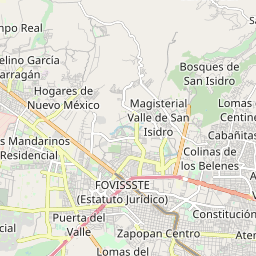 mpo Real
elino García
arragán
Bosques de
San Isidro
Hogares de
Nuevo México
Magisterial
Valle de San
Isidro
Lomas d
Centine
Cabañitas
s Mandarinos
Residencial
Colinas de
los Belenes
FOVISSSTE
(Estatuto Jurídico)
Constitución
Puerta del
Valle
Zapopan Centro
Aten
Lomas del